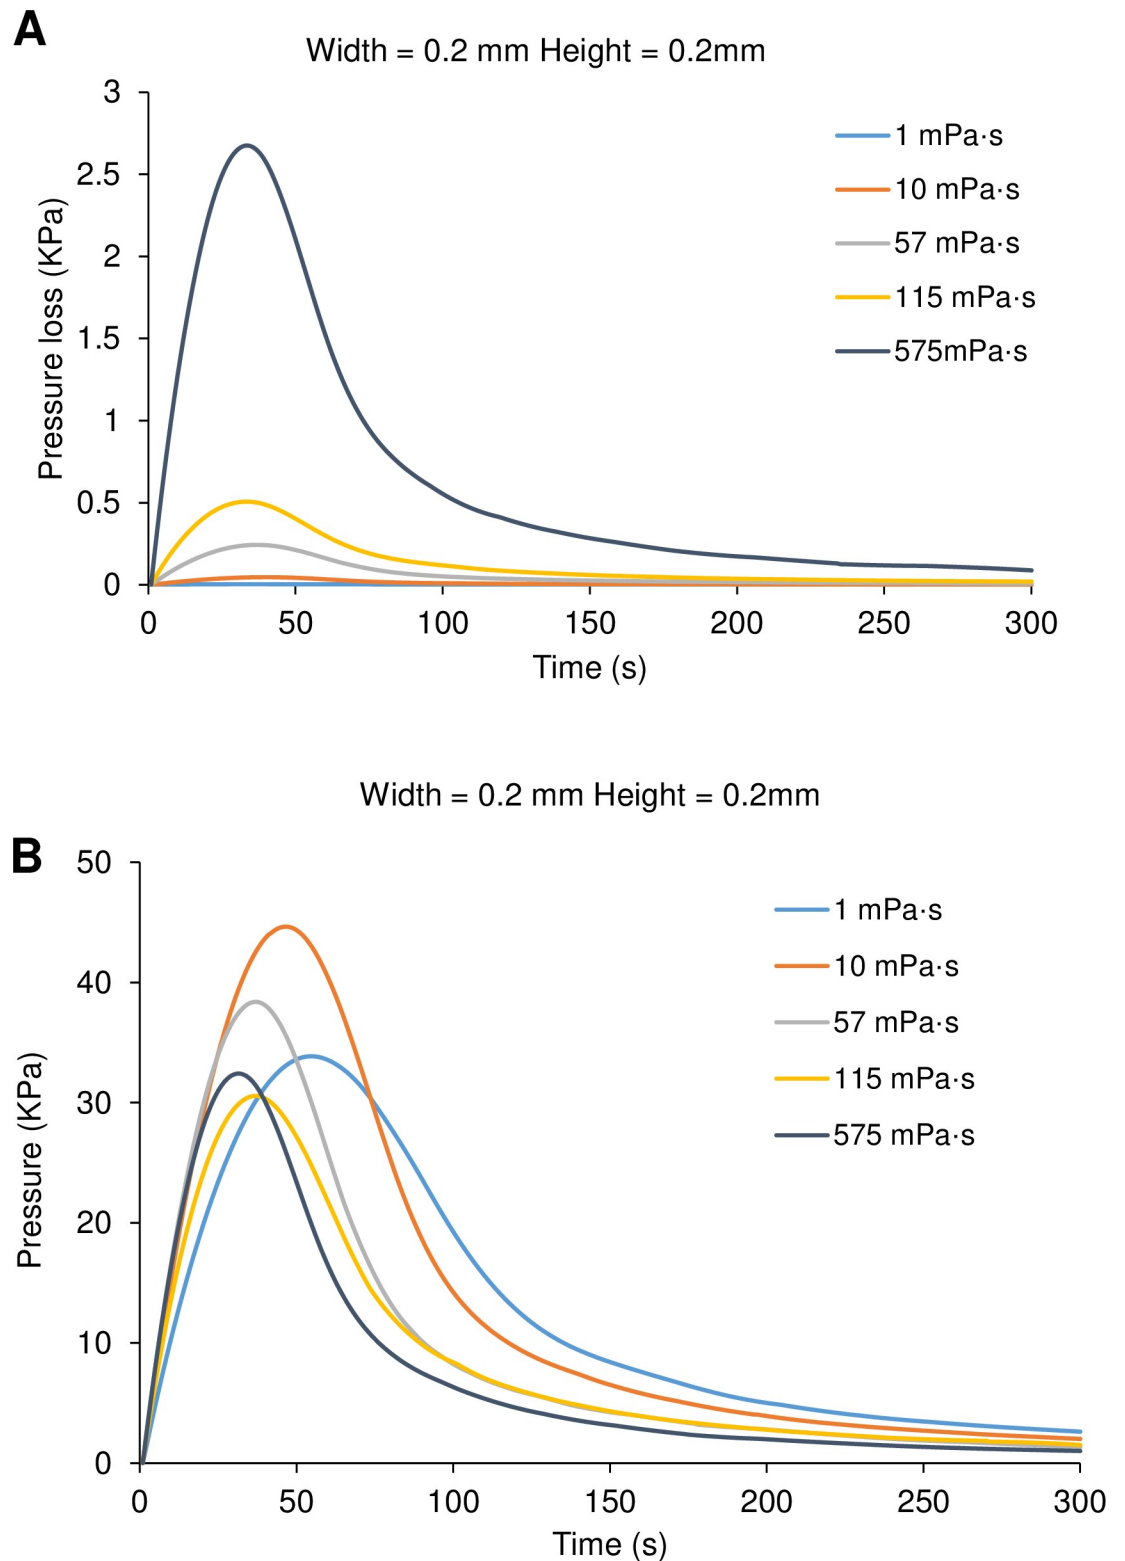 A
Width = 0.2 mm Height = 0.2mm
3
2.5
2
1.5
1
0.5
0
Pressure loss (KPa)
1 mPa·s
10 mPa·s
57 mPa·s
115 mPa·s
575mPa·s
0 50 100 150 200 250 300
Time (s)
Width = 0.2 mm Height = 0.2mm
B
50
40
30
20
10
0
Pressure (KPa)
1 mPa·s
10 mPa·s
57 mPa·s
115 mPa·s
575 mPa·s
0 50 100 150 200 250 300
Time (s)